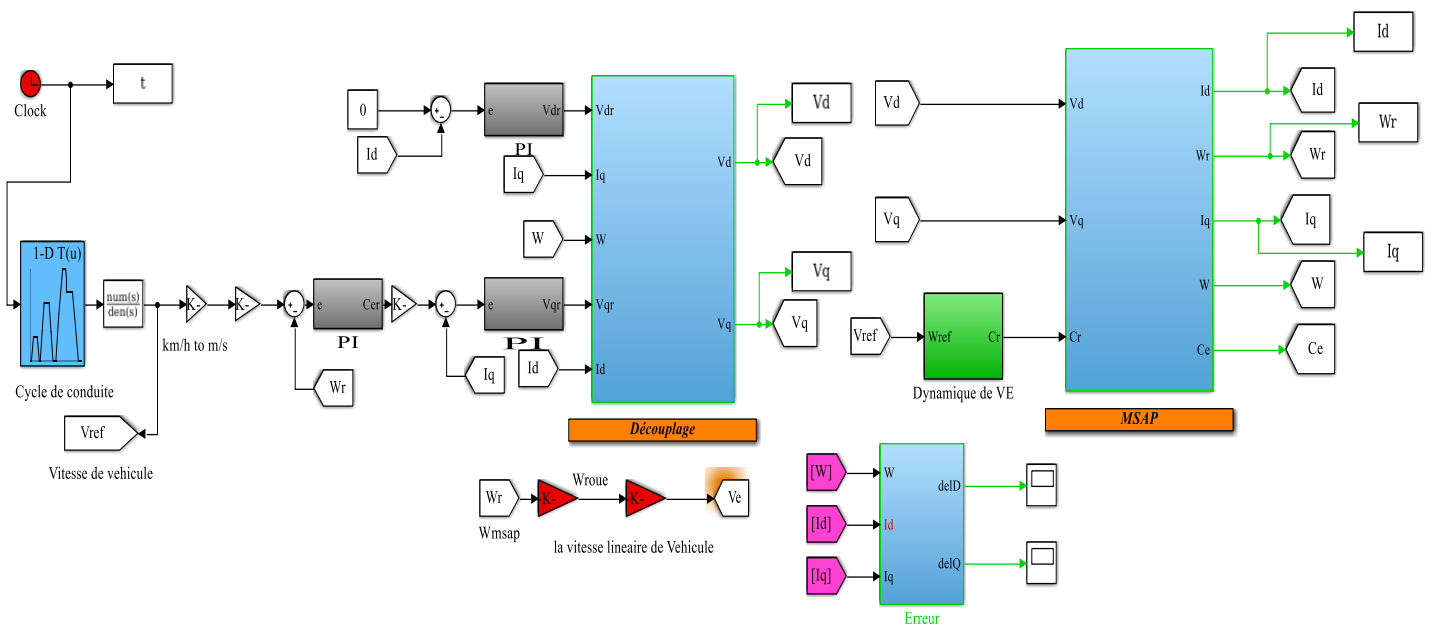 Clock
t
1-D T(u)
Cycle de conduite
num(s)
den(s)
K-
K-
km/h to m/s
Vref
Vitesse de vehicule
+
-
e
Cer
PI
Wr
K-
+
-
Iq
0
+
-
Id
e
Vdr
PI
Iq
W
e
Vqr
PI
Id
Vdr
Iq
W
Vqr
Id
Vd
Vq
Découplage
Vd
Vd
Vq
Vq
Vd
Vq
Vref
Wref
Cr
Dynamique de VE
Vd
Vq
Cr
Id
Wr
Iq
W
Ce
MSAP
Id
Id
Wr
Wr
Iq
Iq
W
Ce
Wr
Wmsap
K-
Wroue
K-
Ve
la vitesse lineaire de Vehicule
[W]
[Id]
[Iq]
W
Id
Iq
delD
delQ
Erreur